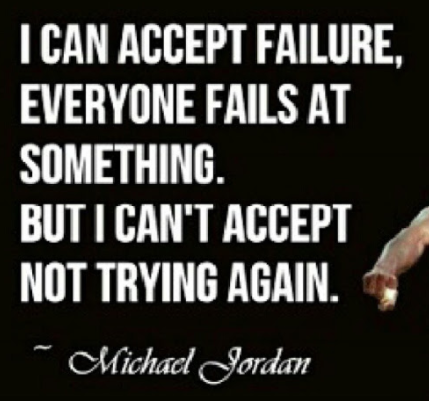 I CAN ACCEPT FAILURE,
EVERYONE FAILS AT
SOMETHING.
BUT I CAN'T ACCEPT
NOT TRYING AGAIN.
~ Michael Jordan